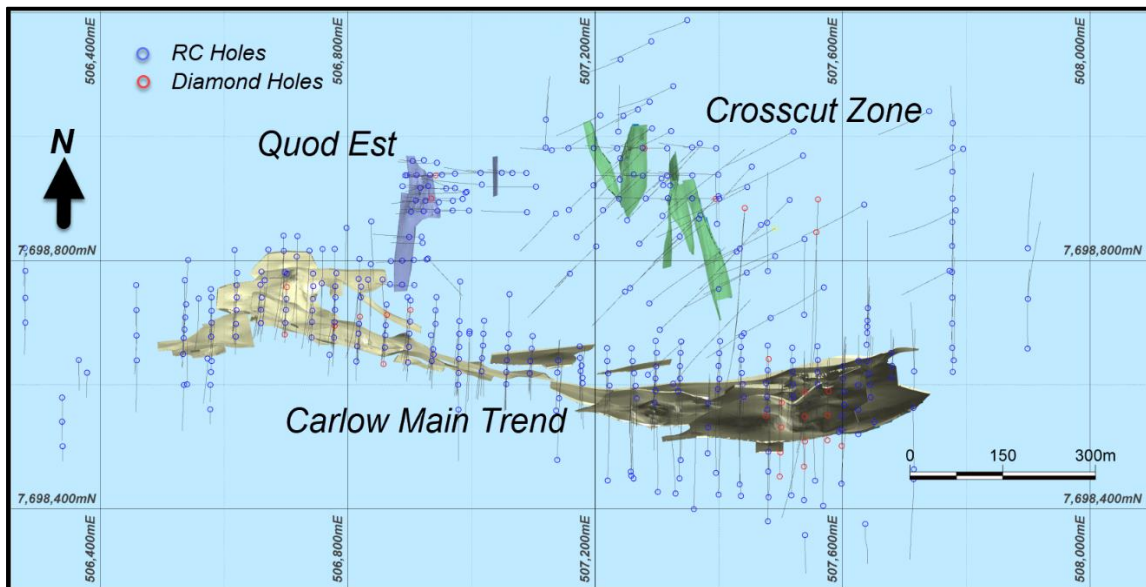 506,400mE
506,800mE
507,200mE
507,600mE
508,000mE
RC Holes
Diamond Holes
Crosscut Zone
Quod Est
N
7,698,800mN
7,698,800mN
Carlow Main Trend
0
150
300m
7,698,400mN
7,698,400mN
506,400mE
506,800mE
507,200mE
507,600mE
508,000mE